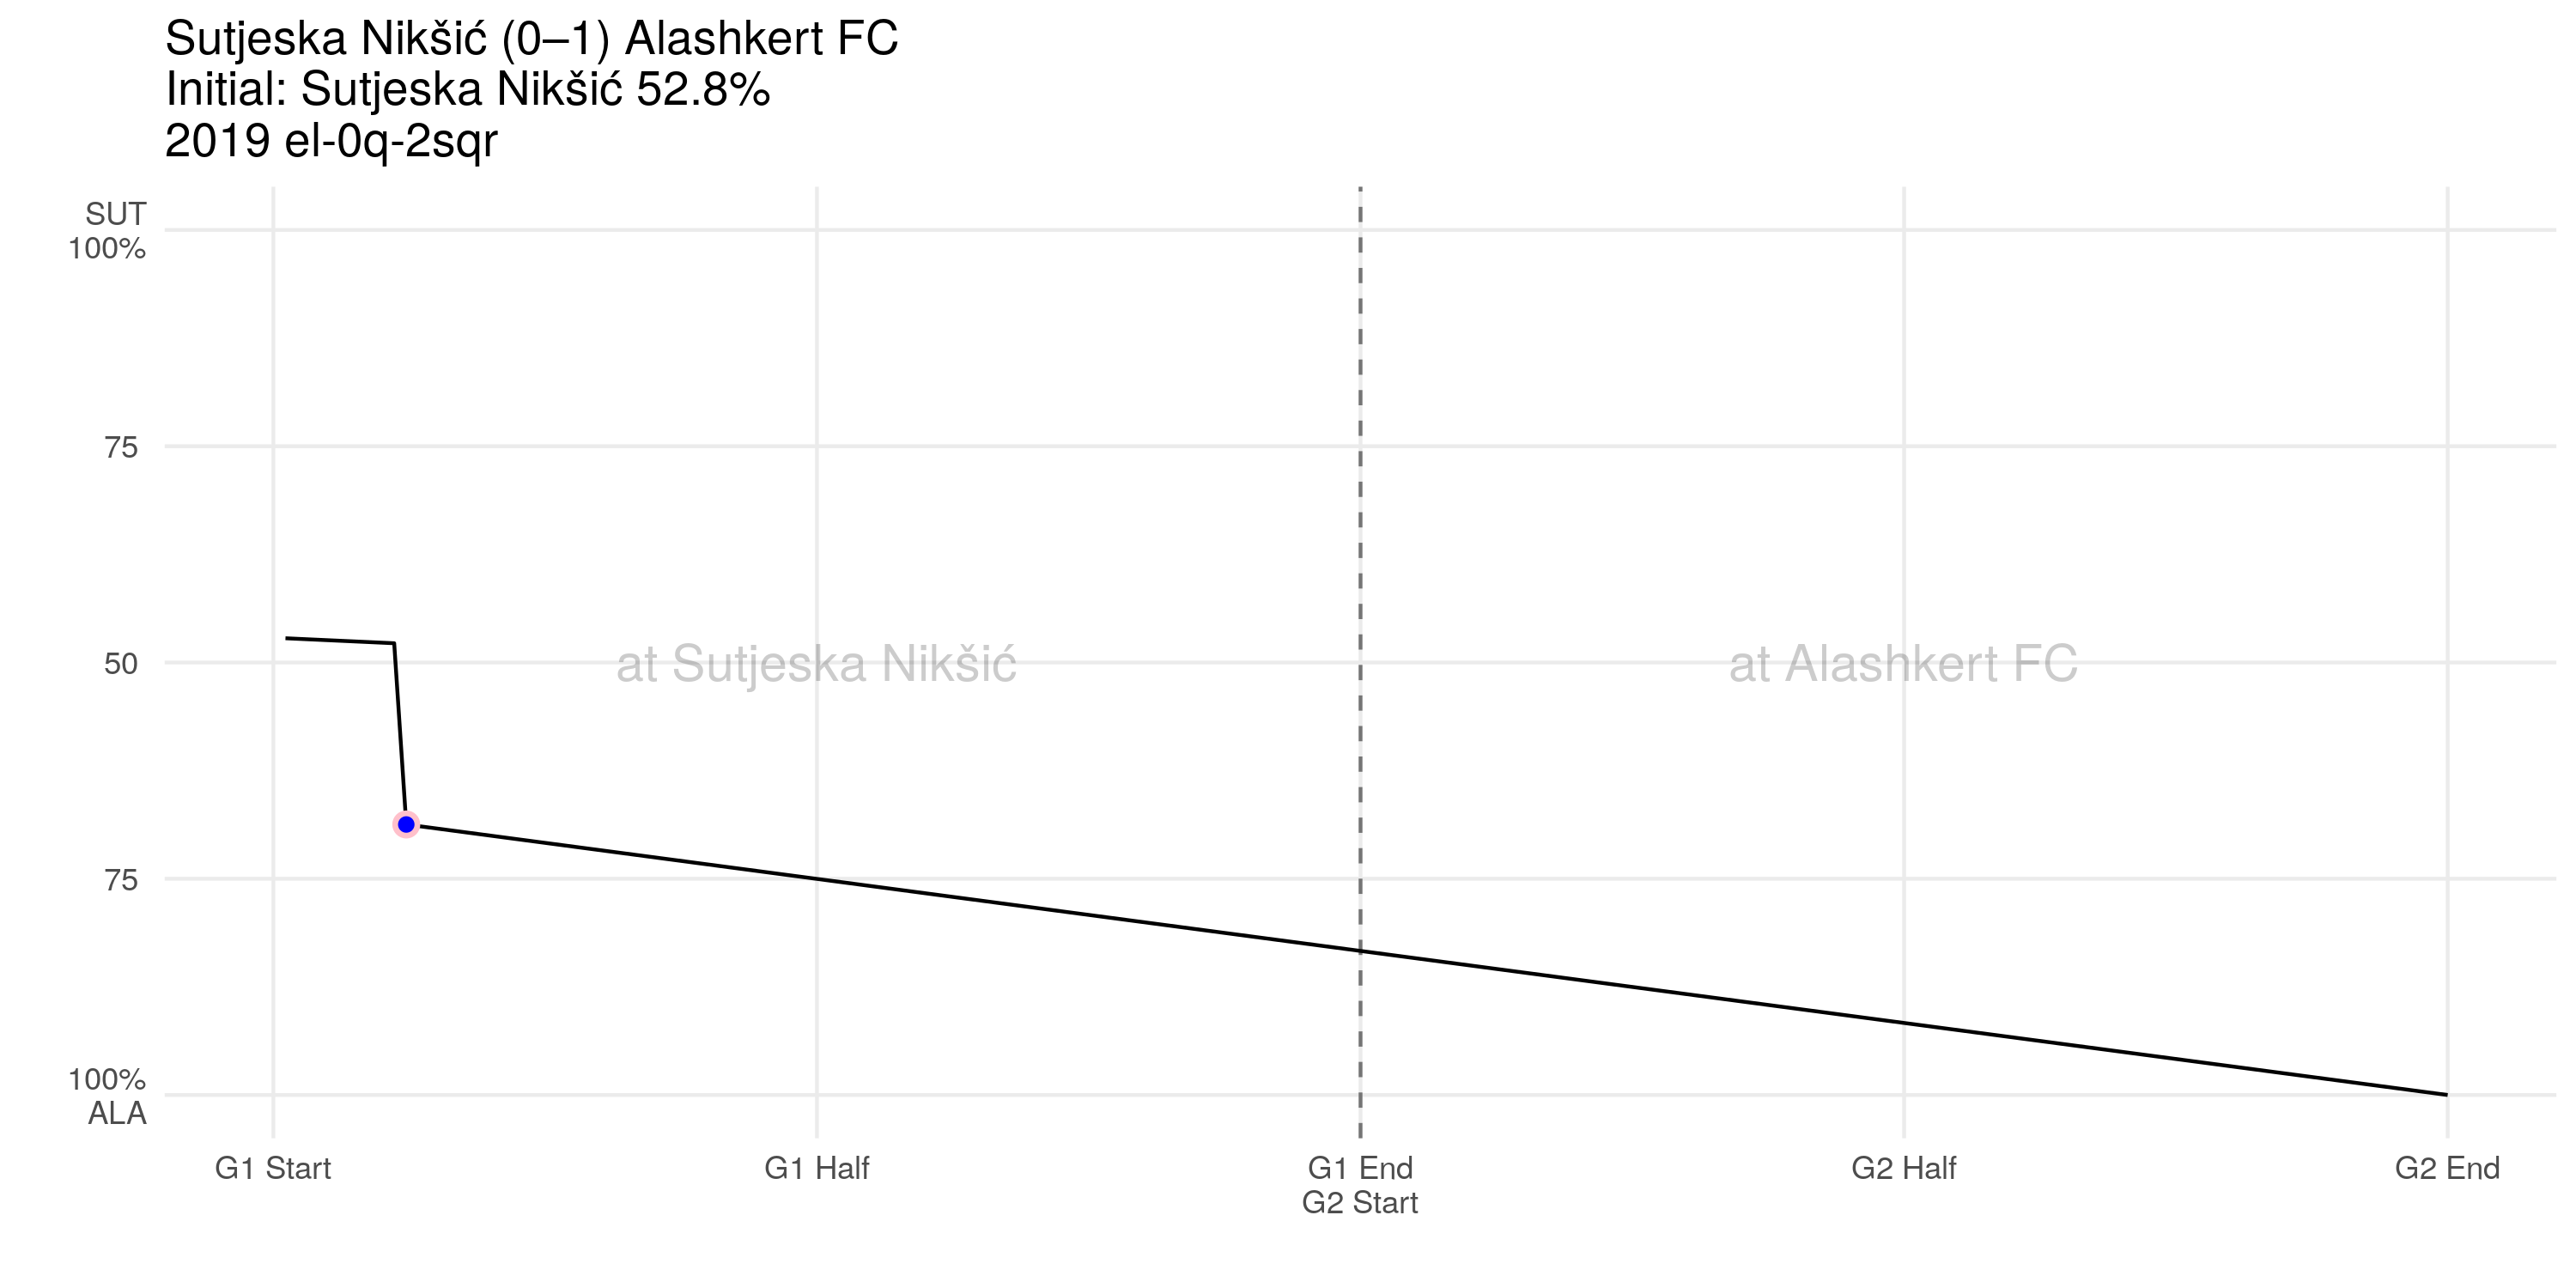 Sutjeska Nikšić (0–1) Alashkert FC
Initial: Sutjeska Nikšić 52.8%
2019 el-0q-2sqr
SUT
100%
75
50
75
100%
ALA
at Sutjeska Nikšić
at Alashkert FC
G1 Start
G1 Half
G1 End
G2 Start
G2 Half
G2 End